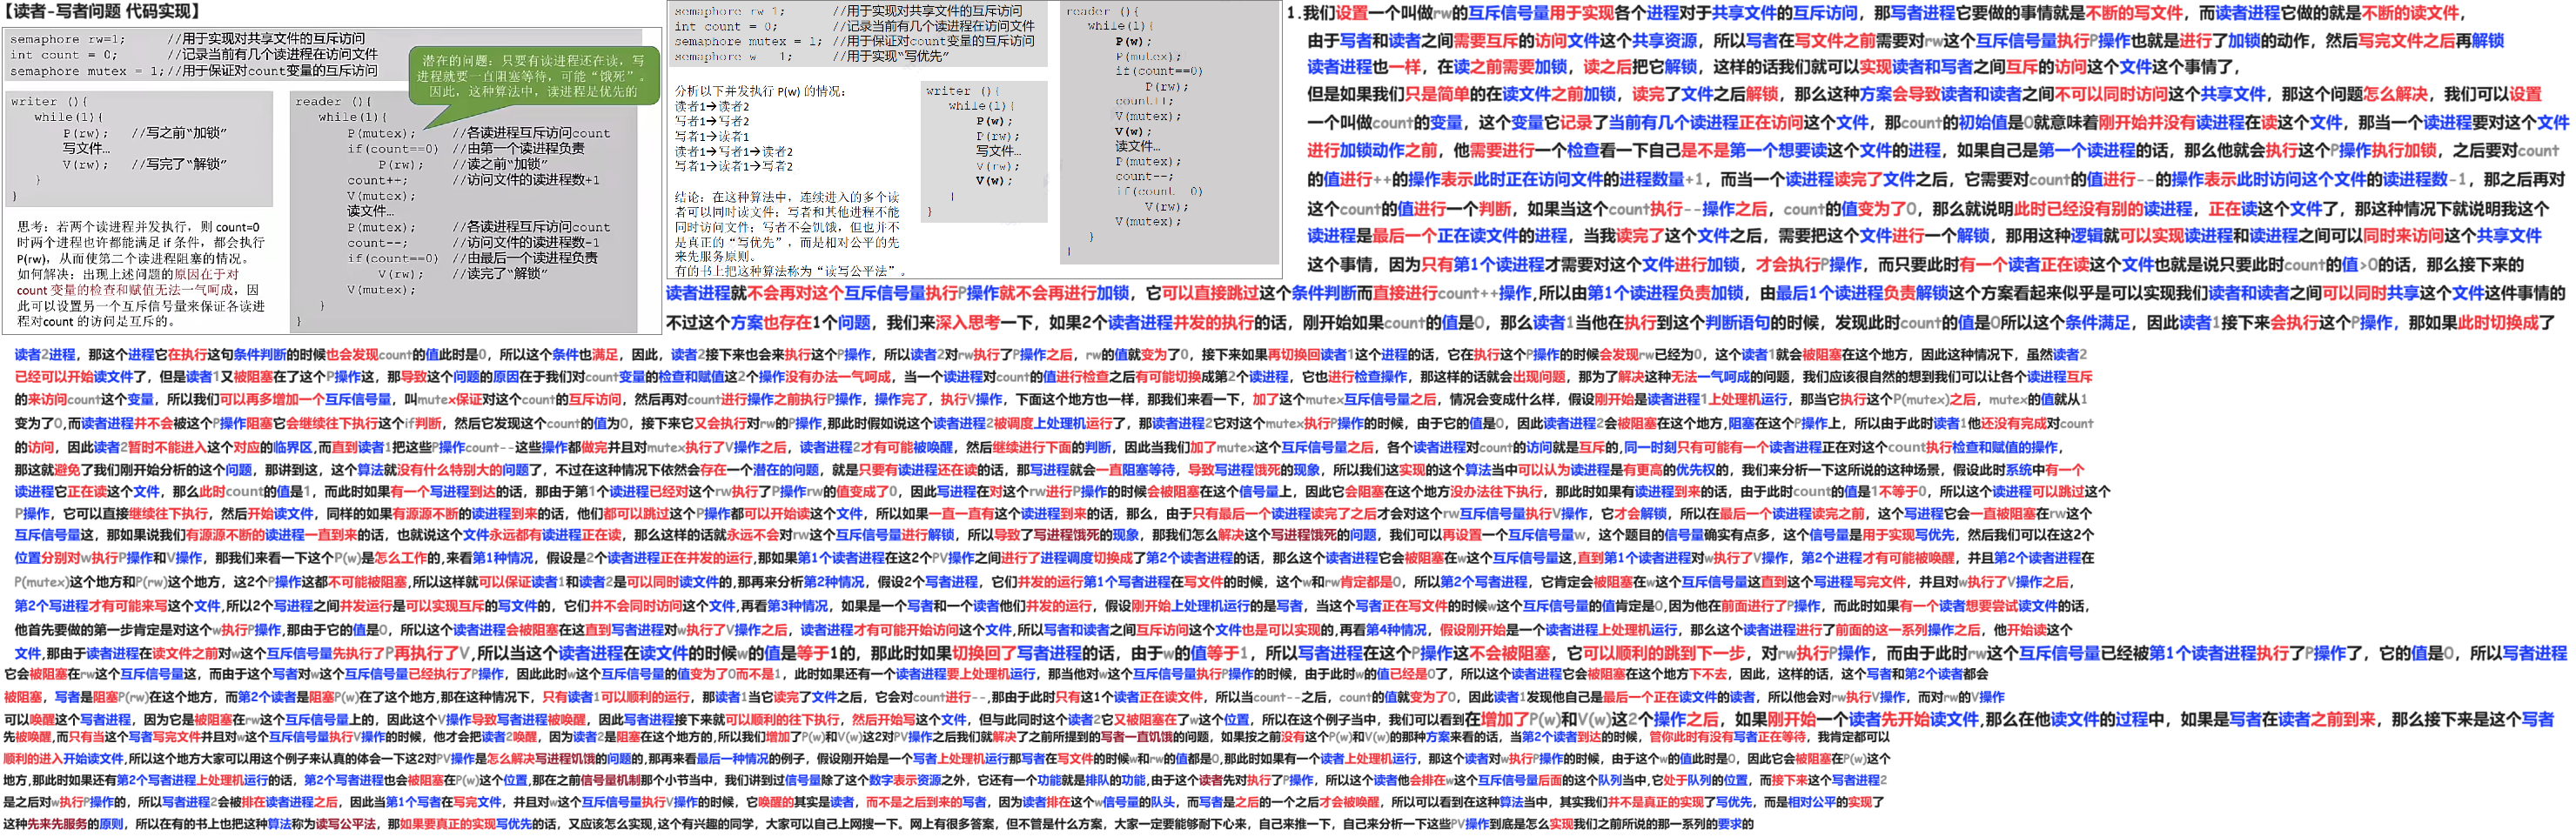 【读者-写者问题 代码实现】
semaphore rw=1;      //用于实现对共享文件的互斥访问
int count = 0;       //记录当前有几个读进程在访问文件
semaphore mutex = 1;//用于保证对count变量的互斥访问
潜在的问题：只要有读进程还在读，写
进程就要一直阻塞等待，可能“饿死”。
因此，这种算法中，读进程是优先的
writer (){
while(1){
P(rw);   //写之前“加锁”
写文件…
V(rw);   //写完了“解锁”
}
}
reader (){
while(1){
P(mutex);     //各读进程互斥访问count
if(count==0)  //由第一个读进程负责
P(rw);    //读之前“加锁”
count++;      //访问文件的读进程数+1
V(mutex);
读文件…
P(mutex);     //各读进程互斥访问count
count--;      //访问文件的读进程数-1
if(count==0)  //由最后一个读进程负责
V(rw);    //读完了“解锁”
V(mutex);
}
}
思考：若两个读进程并发执行，则 count=0
时两个进程也许都能满足 if 条件，都会执行
P(rw)，从而使第二个读进程阻塞的情况。
如何解决：出现上述问题的原因在于对
count 变量的检查和赋值无法一气呵成，因
此可以设置另一个互斥信号量来保证各读进
程对count 的访问是互斥的。
semaphore rw=1;      //用于实现对共享文件的互斥访问
int count = 0;       //记录当前有几个读进程在访问文件
semaphore mutex = 1; //用于保证对count变量的互斥访问
semaphore w = 1;     //用于实现“写优先”
分析以下并发执行 P(w) 的情况：
读者1→读者2
写者1→写者2
写者1→读者1
读者1→写者1→读者2
写者1→读者1→写者2
结论：在这种算法中，连续进入的多个读
者可以同时读文件；写者和其他进程不能
同时访问文件；写者不会饥饿，但也并不
是真正的“写优先”，而是相对公平的先
来先服务原则。
有的书上把这种算法称为“读写公平法”。
writer (){
while(1){
P(w);
P(rw);
写文件…
V(rw);
V(w);
}
}
reader (){
while(1){
P(w);
P(mutex);
if(count==0)
P(rw);
count++;
V(mutex);
V(w);
读文件…
P(mutex);
count--;
if(count==0)
V(rw);
V(mutex);
}
}
1.我们设置一个叫做rw的互斥信号量用于实现各个进程对于共享文件的互斥访问，那写者进程它要做的事情就是不断的写文件，而读者进程它做的就是不断的读文件，
由于写者和读者之间需要互斥的访问文件这个共享资源，所以写者在写文件之前需要对rw这个互斥信号量执行P操作也就是进行了加锁的动作，然后写完文件之后再解锁
读者进程也一样，在读之前需要加锁，读之后把它解锁，这样的话我们就可以实现读者和写者之间互斥的访问这个文件这个事情了，
但是如果我们只是简单的在读文件之前加锁，读完了文件之后解锁，那么这种方案会导致读者和读者之间不可以同时访问这个共享文件，那这个问题怎么解决，我们可以设置
一个叫做count的变量，这个变量它记录了当前有几个读进程正在访问这个文件，那count的初始值是0就意味着刚开始并没有读进程在读这个文件，那当一个读进程要对这个文件
进行加锁动作之前，他需要进行一个检查看一下自己是不是第一个想要读这个文件的进程，如果自己是第一个读进程的话，那么他就会执行这个P操作执行加锁，之后要对count
的值进行++的操作表示此时正在访问文件的进程数量+1，而当一个读进程读完了文件之后，它需要对count的值进行--的操作表示此时访问这个文件的读进程数-1，那之后再对
这个count的值进行一个判断，如果当这个count执行--操作之后，count的值变为了0，那么就说明此时已经没有别的读进程，正在读这个文件了，那这种情况下就说明我这个
读进程是最后一个正在读文件的进程，当我读完了这个文件之后，需要把这个文件进行一个解锁，那用这种逻辑就可以实现读进程和读进程之间可以同时来访问这个共享文件
这个事情，因为只有第1个读进程才需要对这个文件进行加锁，才会执行P操作，而只要此时有一个读者正在读这个文件也就是说只要此时count的值>0的话，那么接下来的
读者进程就不会再对这个互斥信号量执行P操作就不会再进行加锁，它可以直接跳过这个条件判断而直接进行count++操作,所以由第1个读进程负责加锁，由最后1个读进程负责解锁这个方案看起来似乎是可以实现我们读者和读者之间可以同时共享这个文件这件事情的
不过这个方案也存在1个问题，我们来深入思考一下，如果2个读者进程并发的执行的话，刚开始如果count的值是0，那么读者1当他在执行到这个判断语句的时候，发现此时count的值是0所以这个条件满足，因此读者1接下来会执行这个P操作，那如果此时切换成了
读者2进程，那这个进程它在执行这句条件判断的时候也会发现count的值此时是0，所以这个条件也满足，因此，读者2接下来也会来执行这个P操作，所以读者2对rw执行了P操作之后，rw的值就变为了0，接下来如果再切换回读者1这个进程的话，它在执行这个P操作的时候会发现rw已经为0，这个读者1就会被阻塞在这个地方，因此这种情况下，虽然读者2
已经可以开始读文件了，但是读者1又被阻塞在了这个P操作这，那导致这个问题的原因在于我们对count变量的检查和赋值这2个操作没有办法一气呵成，当一个读进程对count的值进行检查之后有可能切换成第2个读进程，它也进行检查操作，那这样的话就会出现问题，那为了解决这种无法一气呵成的问题，我们应该很自然的想到我们可以让各个读进程互斥
的来访问count这个变量，所以我们可以再多增加一个互斥信号量，叫mutex保证对这个count的互斥访问，然后再对count进行操作之前执行P操作，操作完了，执行V操作，下面这个地方也一样，那我们来看一下，加了这个mutex互斥信号量之后，情况会变成什么样，假设刚开始是读者进程1上处理机运行，那当它执行这个P(mutex)之后，mutex的值就从1
变为了0,而读者进程并不会被这个P操作阻塞它会继续往下执行这个if判断，然后它发现这个count的值为0，接下来它又会执行对rw的P操作，那此时假如说这个读者进程2被调度上处理机运行了，那读者进程2它对这个mutex执行P操作的时候，由于它的值是0，因此读者进程2会被阻塞在这个地方，阻塞在这个P操作上，所以由于此时读者1他还没有完成对count
的访问，因此读者2暂时不能进入这个对应的临界区,而直到读者1把这些P操作count--这些操作都做完并且对mutex执行了V操作之后，读者进程2才有可能被唤醒，然后继续进行下面的判断，因此当我们加了mutex这个互斥信号量之后，各个读者进程对count的访问就是互斥的,同一时刻只有可能有一个读者进程正在对这个count执行检查和赋值的操作，
那这就避免了我们刚开始分析的这个问题，那讲到这，这个算法就没有什么特别大的问题了，不过在这种情况下依然会存在一个潜在的问题，就是只要有读进程还在读的话，那写进程就会一直阻塞等待，导致写进程饿死的现象，所以我们这实现的这个算法当中可以认为读进程是有更高的优先权的，我们来分析一下这所说的这种场景，假设此时系统中有一个
读进程它正在读这个文件，那么此时count的值是1，而此时如果有一个写进程到达的话，那由于第1个读进程已经对这个rw执行了P操作rw的值变成了0，因此写进程在对这个rw进行P操作的时候会被阻塞在这个信号量上，因此它会阻塞在这个地方没办法往下执行，那此时如果有读进程到来的话，由于此时count的值是1不等于0，所以这个读进程可以跳过这个
P操作，它可以直接继续往下执行，然后开始读文件，同样的如果有源源不断的读进程到来的话，他们都可以跳过这个P操作都可以开始读这个文件，所以如果一直一直有这个读进程到来的话，那么，由于只有最后一个读进程读完了之后才会对这个rw互斥信号量执行V操作，它才会解锁，所以在最后一个读进程读完之前，这个写进程它会一直被阻塞在rw这个
互斥信号量这，那如果说我们有源源不断的读进程一直到来的话，也就说这个文件永远都有读进程正在读，那么这样的话就永远不会对rw这个互斥信号量进行解锁，所以导致了写进程饿死的现象，那我们怎么解决这个写进程饿死的问题，我们可以再设置一个互斥信号量w，这个题目的信号量确实有点多，这个信号量是用于实现写优先，然后我们可以在这2个
位置分别对w执行P操作和V操作，那我们来看一下这个P(w)是怎么工作的,来看第1种情况，假设是2个读者进程正在并发的运行,那如果第1个读者进程在这2个PV操作之间进行了进程调度切换成了第2个读者进程的话，那么这个读者进程它会被阻塞在w这个互斥信号量这,直到第1个读者进程对w执行了V操作，第2个进程才有可能被唤醒，并且第2个读者进程在
P(mutex)这个地方和P(rw)这个地方，这2个P操作这都不可能被阻塞,所以这样就可以保证读者1和读者2是可以同时读文件的,那再来分析第2种情况，假设2个写者进程，它们并发的运行第1个写者进程在写文件的时候，这个w和rw肯定都是0，所以第2个写者进程，它肯定会被阻塞在w这个互斥信号量这直到这个写进程写完文件，并且对w执行了V操作之后，
第2个写进程才有可能来写这个文件,所以2个写进程之间并发运行是可以实现互斥的写文件的，它们并不会同时访问这个文件,再看第3种情况，如果是一个写者和一个读者他们并发的运行，假设刚开始上处理机运行的是写者，当这个写者正在写文件的时候w这个互斥信号量的值肯定是0,因为他在前面进行了P操作，而此时如果有一个读者想要尝试读文件的话，
他首先要做的第一步肯定是对这个w执行P操作,那由于它的值是0，所以这个读者进程会被阻塞在这直到写者进程对w执行了V操作之后，读者进程才有可能开始访问这个文件,所以写者和读者之间互斥访问这个文件也是可以实现的,再看第4种情况，假设刚开始是一个读者进程上处理机运行，那么这个读者进程进行了前面的这一系列操作之后，他开始读这个
文件,那由于读者进程在读文件之前对w这个互斥信号量先执行了P再执行了V,所以当这个读者进程在读文件的时候w的值是等于1的，那此时如果切换回了写者进程的话，由于w的值等于1，所以写者进程在这个P操作这不会被阻塞，它可以顺利的跳到下一步，对rw执行P操作，而由于此时rw这个互斥信号量已经被第1个读者进程执行了P操作了，它的值是0，所以写者进程
它会被阻塞在rw这个互斥信号量这，而由于这个写者对w这个互斥信号量已经执行了P操作，因此此时w这个互斥信号量的值变为了0而不是1，此时如果还有一个读者进程要上处理机运行，那当他对w这个互斥信号量执行P操作的时候，由于此时w的值已经是0了，所以这个读者进程它会被阻塞在这个地方下不去，因此，这样的话，这个写者和第2个读者都会
被阻塞，写者是阻塞P(rw)在这个地方，而第2个读者是阻塞P(w)在了这个地方,那在这种情况下，只有读者1可以顺利的运行，那读者1当它读完了文件之后，它会对count进行--,那由于此时只有这1个读者正在读文件，所以当count--之后，count的值就变为了0，因此读者1发现他自己是最后一个正在读文件的读者，所以他会对rw执行V操作，而对rw的V操作
可以唤醒这个写者进程，因为它是被阻塞在rw这个互斥信号量上的，因此这个V操作导致写者进程被唤醒，因此写者进程接下来就可以顺利的往下执行，然后开始写这个文件，但与此同时这个读者2它又被阻塞在了w这个位置，所以在这个例子当中，我们可以看到在增加了P(w)和V(w)这2个操作之后，如果刚开始一个读者先开始读文件,那么在他读文件的过程中，如果是写者在读者之前到来，那么接下来是这个写者
先被唤醒,而只有当这个写者写完文件并且对w这个互斥信号量执行V操作的时候，他才会把读者2唤醒，因为读者2是阻塞在这个地方的,所以我们增加了P(w)和V(w)这2对PV操作之后我们就解决了之前所提到的写者一直饥饿的问题，如果按之前没有这个P(w)和V(w)的那种方案来看的话，当第2个读者到达的时候，管你此时有没有写者正在等待，我肯定都可以
顺利的进入开始读文件,所以这个地方大家可以用这个例子来认真的体会一下这2对PV操作是怎么解决写进程饥饿的问题的,那再来看最后一种情况的例子，假设刚开始是一个写者上处理机运行那写者在写文件的时候w和rw的值都是0,那此时如果有一个读者上处理机运行，那这个读者对w执行P操作的时候，由于这个w的值此时是0，因此它会被阻塞在P(w)这个
地方,那此时如果还有第2个写者进程上处理机运行的话，第2个写者进程也会被阻塞在P(w)这个位置,那在之前信号量机制那个小节当中，我们讲到过信号量除了这个数字表示资源之外，它还有一个功能就是排队的功能,由于这个读者先对执行了P操作，所以这个读者他会排在w这个互斥信号量后面的这个队列当中,它处于队列的位置，而接下来这个写者进程2
是之后对w执行P操作的，所以写者进程2会被排在读者进程之后，因此当第1个写者在写完文件，并且对w这个互斥信号量执行V操作的时候，它唤醒的其实是读者，而不是之后到来的写者，因为读者排在这个w信号量的队头，而写者是之后的一个之后才会被唤醒，所以可以看到在这种算法当中，其实我们并不是真正的实现了写优先，而是相对公平的实现了
这种先来先服务的原则，所以在有的书上也把这种算法称为读写公平法，那如果要真正的实现写优先的话，又应该怎么实现,这个有兴趣的同学，大家可以自己上网搜一下。网上有很多答案，但不管是什么方案，大家一定要能够耐下心来，自己来推一下，自己来分析一下这些PV操作到底是怎么实现我们之前所说的那一系列的要求的